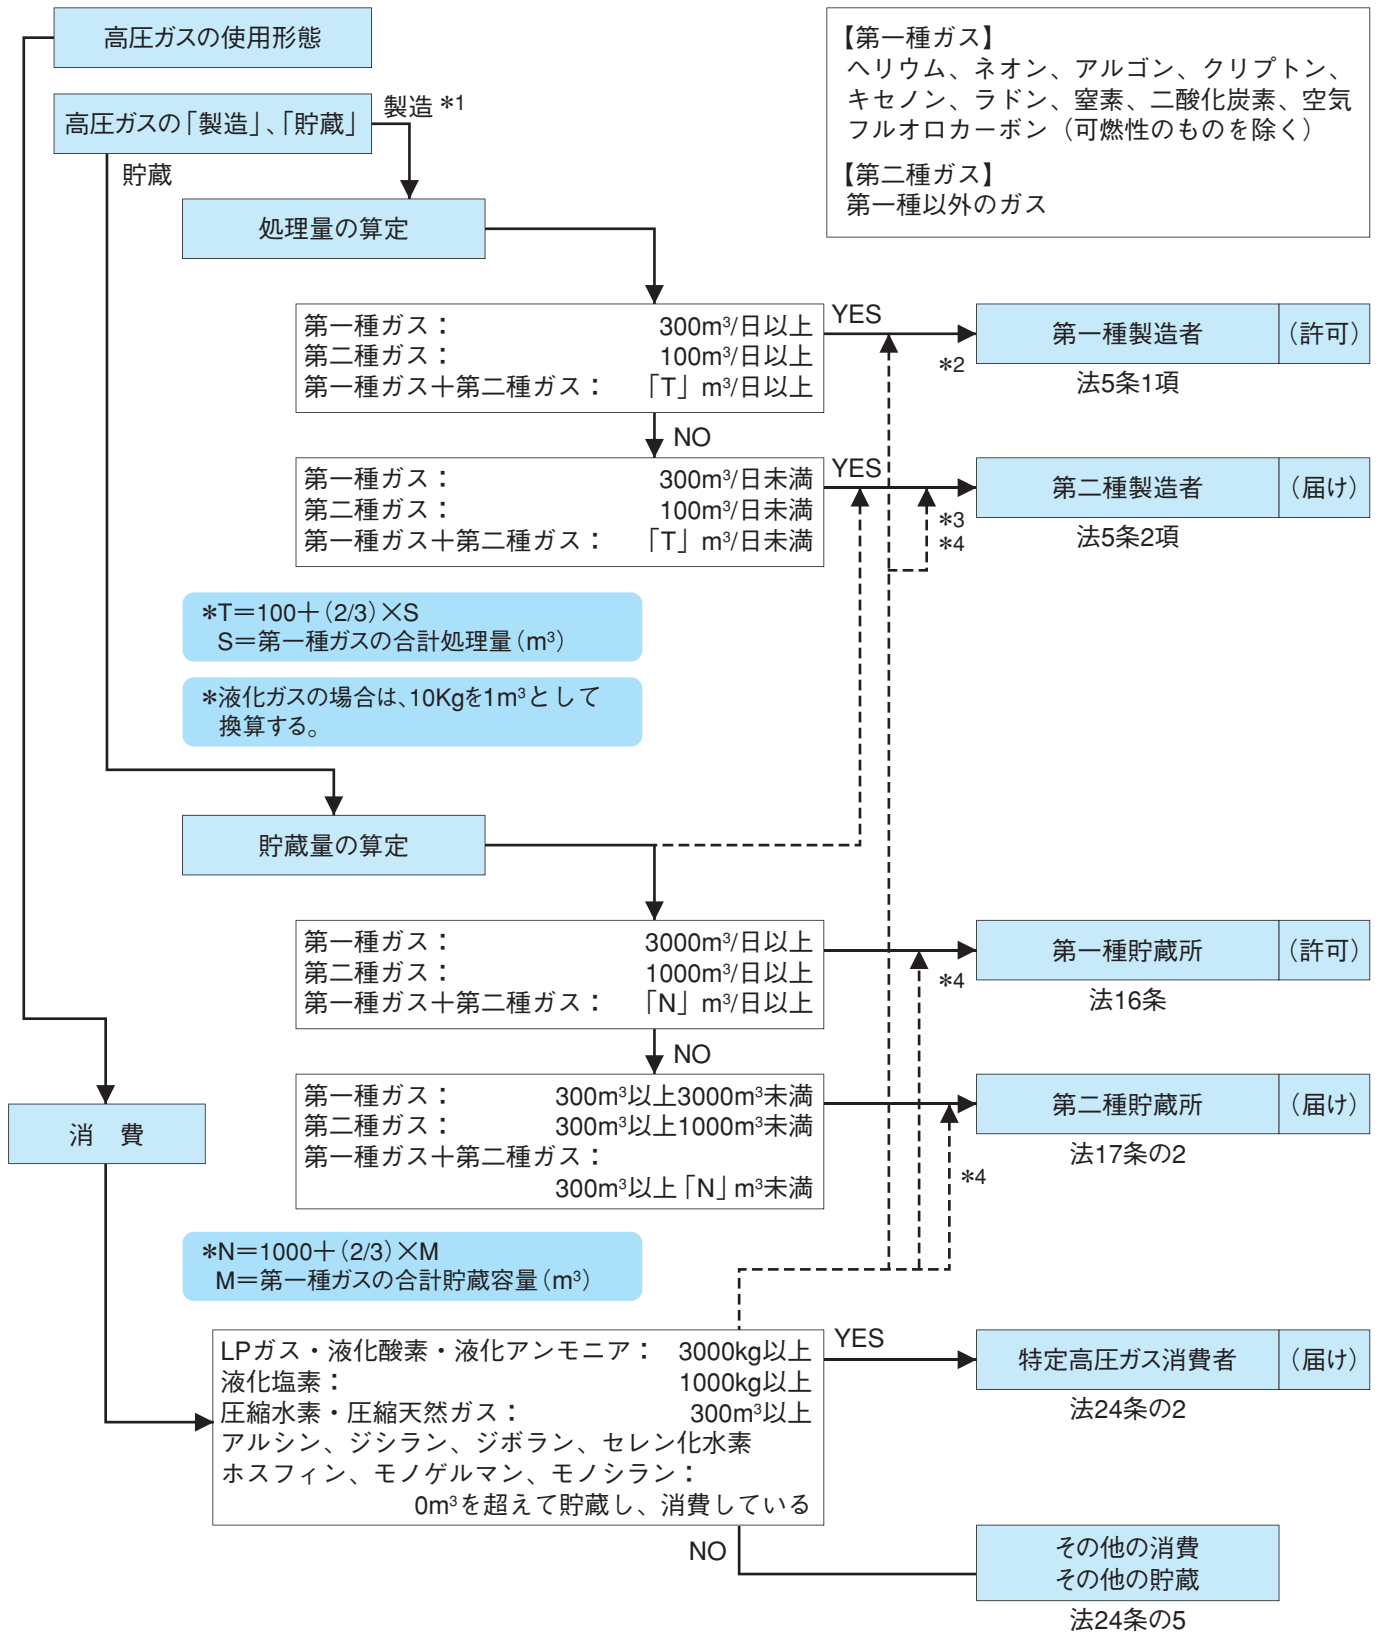 高圧ガスの使用形態
【第一種ガス】
ヘリウム、ネオン、アルゴン、クリプトン、
キセノン、ラドン、窒素、二酸化炭素、空気
フルオロカーボン（可燃性のものを除く）
【第二種ガス】
第一種以外のガス
高圧ガスの「製造」、「貯蔵」
製造 *1
貯蔵
処理量の算定
第一種ガス： 300m³/日以上
第二種ガス： 100m³/日以上
第一種ガス＋第二種ガス： 「T」m³/日以上
YES
*2
第一種製造者 （許可）
法5条1項
NO
第一種ガス： 300m³/日未満
第二種ガス： 100m³/日未満
第一種ガス＋第二種ガス： 「T」m³/日未満
YES
*3
*4
第二種製造者 （届け）
法5条2項
*T＝100＋(2/3)×S
S＝第一種ガスの合計処理量(m³)
*液化ガスの場合は、10Kgを1m³として
換算する。
貯蔵量の算定
第一種ガス： 3000m³/日以上
第二種ガス： 1000m³/日以上
第一種ガス＋第二種ガス： 「N」m³/日以上
*4
第一種貯蔵所 （許可）
法16条
NO
第一種ガス： 300m³以上3000m³未満
第二種ガス： 300m³以上1000m³未満
第一種ガス＋第二種ガス：
300m³以上「N」m³未満
*4
第二種貯蔵所 （届け）
法17条の2
消　費
*N＝1000＋(2/3)×M
M＝第一種ガスの合計貯蔵容量(m³)
LPガス・液化酸素・液化アンモニア： 3000kg以上
液化塩素： 1000kg以上
圧縮水素・圧縮天然ガス： 300m³以上
アルシン、ジシラン、ジボラン、セレン化水素
ホスフィン、モノゲルマン、モノシラン：
0m³を超えて貯蔵し、消費している
YES
特定高圧ガス消費者 （届け）
法24条の2
NO
その他の消費
その他の貯蔵
法24条の5